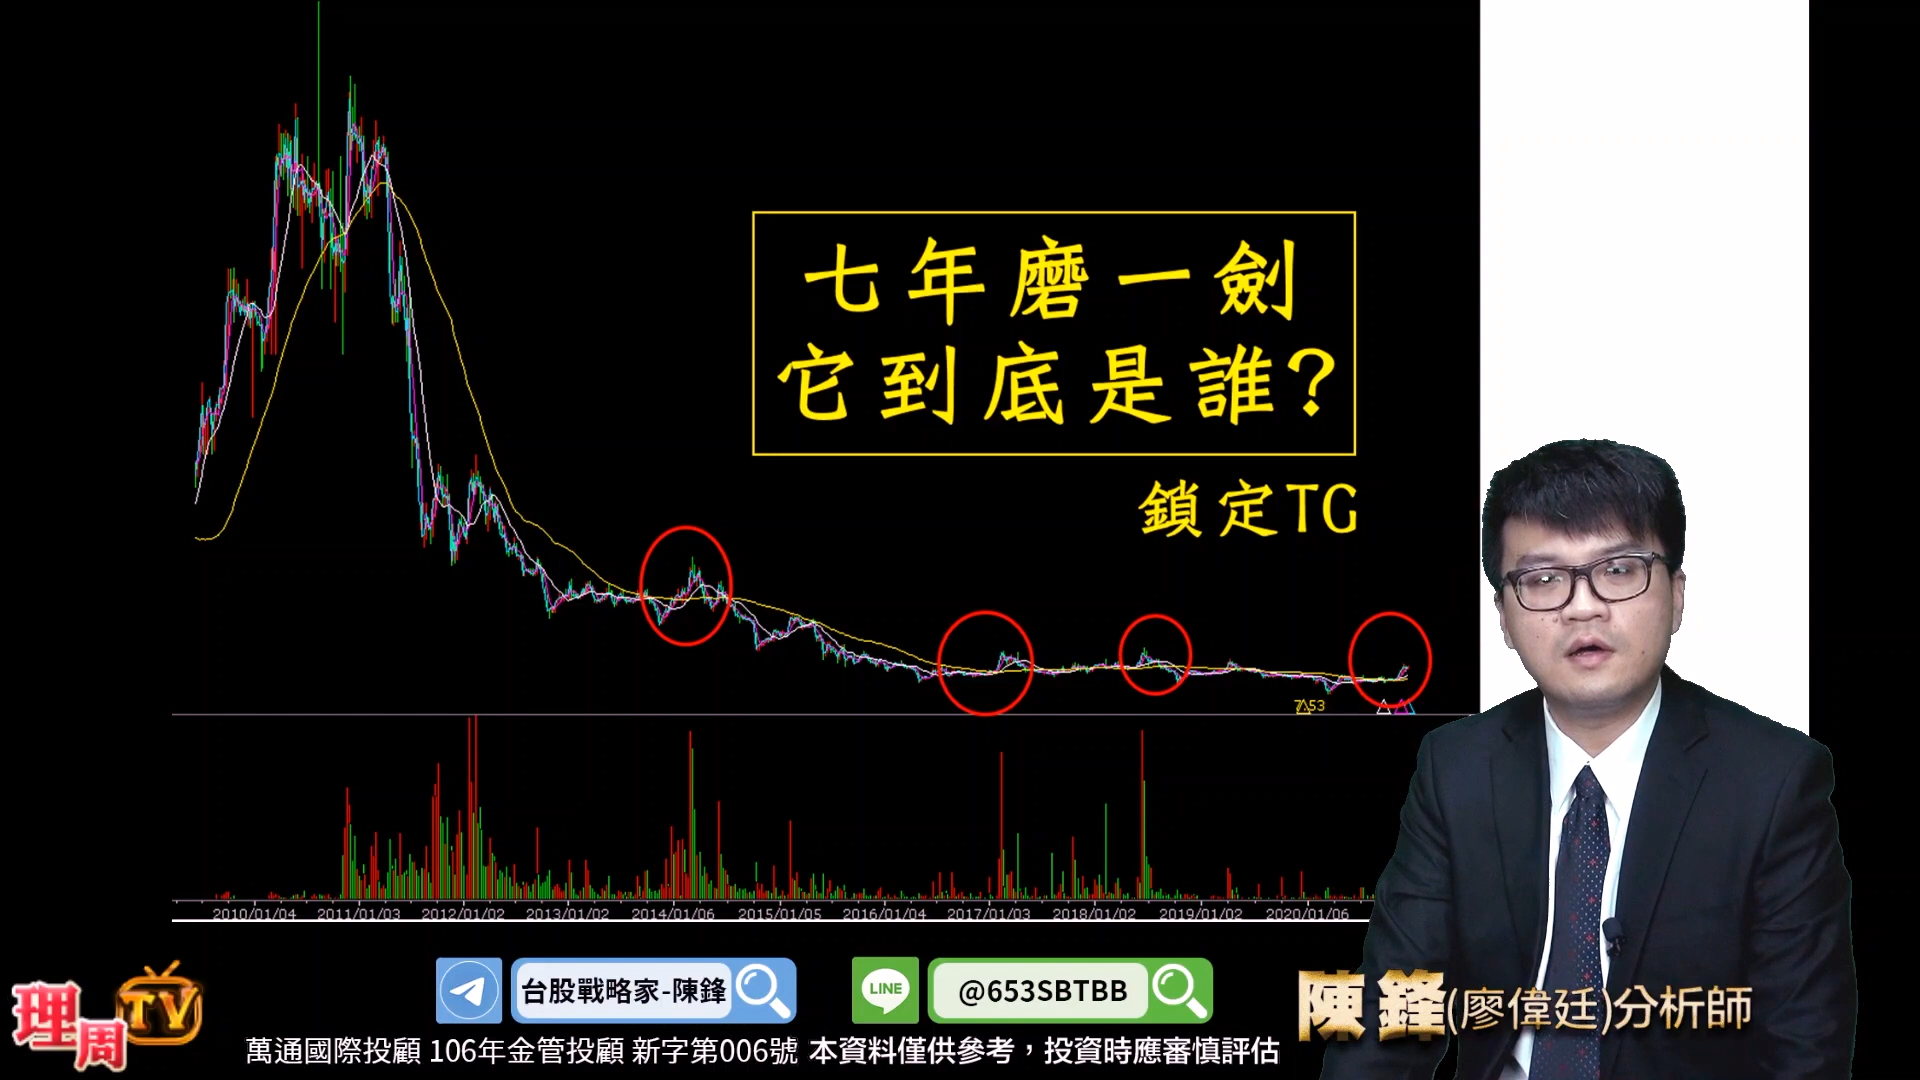 七年磨一劍
它到底是誰?
鎖定TG
7.53
2010/01/04 2011/01/03 2012/01/02 2013/01/02 2014/01/06 2015/01/05 2016/01/04 2017/01/03 2018/01/02 2019/01/02 2020/01/06
理周TV
台股戰略家-陳鋒
LINE @653SBTBB
陳鋒(廖偉廷)分析師
萬通國際投顧 106年金管投顧 新字第006號 本資料僅供參考，投資時應審慎評估